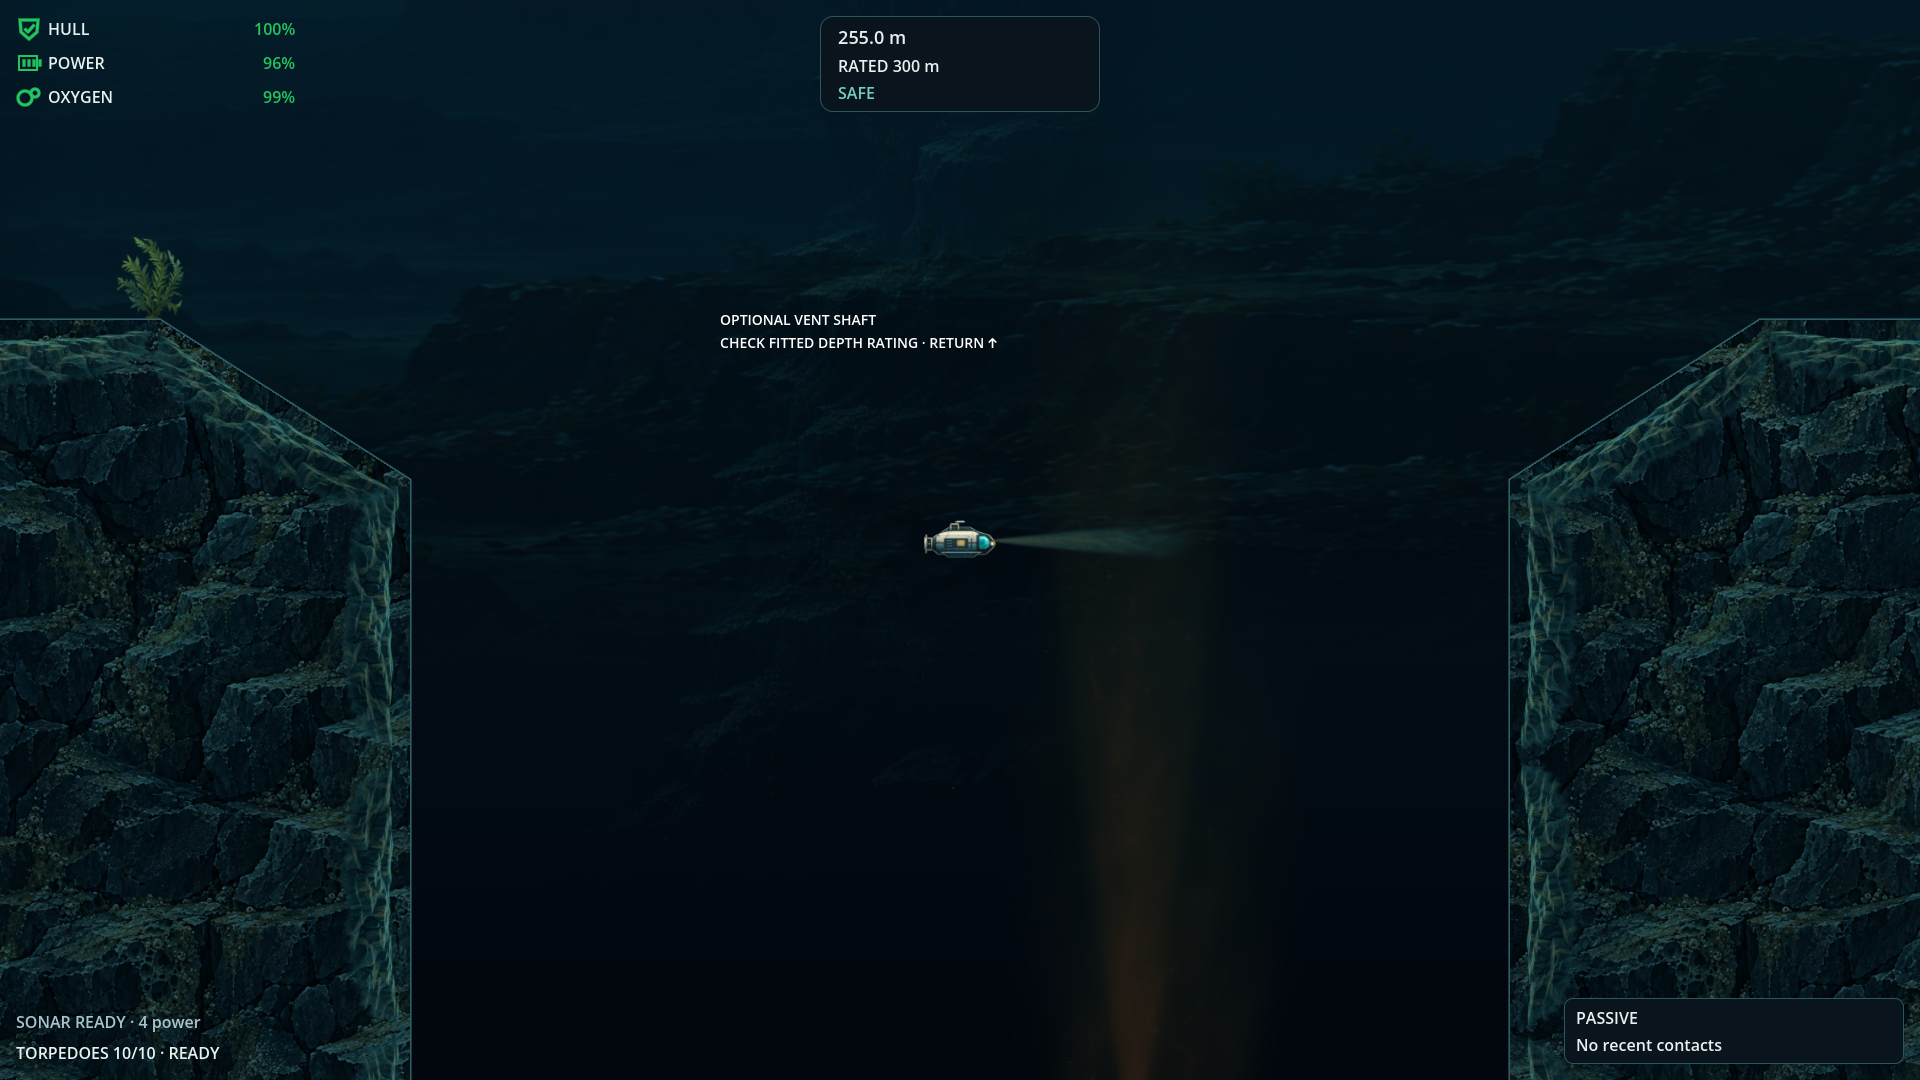 HULL 100%
POWER 96%
OXYGEN 99%
255.0 m
RATED 300 m
SAFE
OPTIONAL VENT SHAFT
CHECK FITTED DEPTH RATING · RETURN ↑
SONAR READY · 4 power
TORPEDOES 10/10 · READY
PASSIVE
No recent contacts